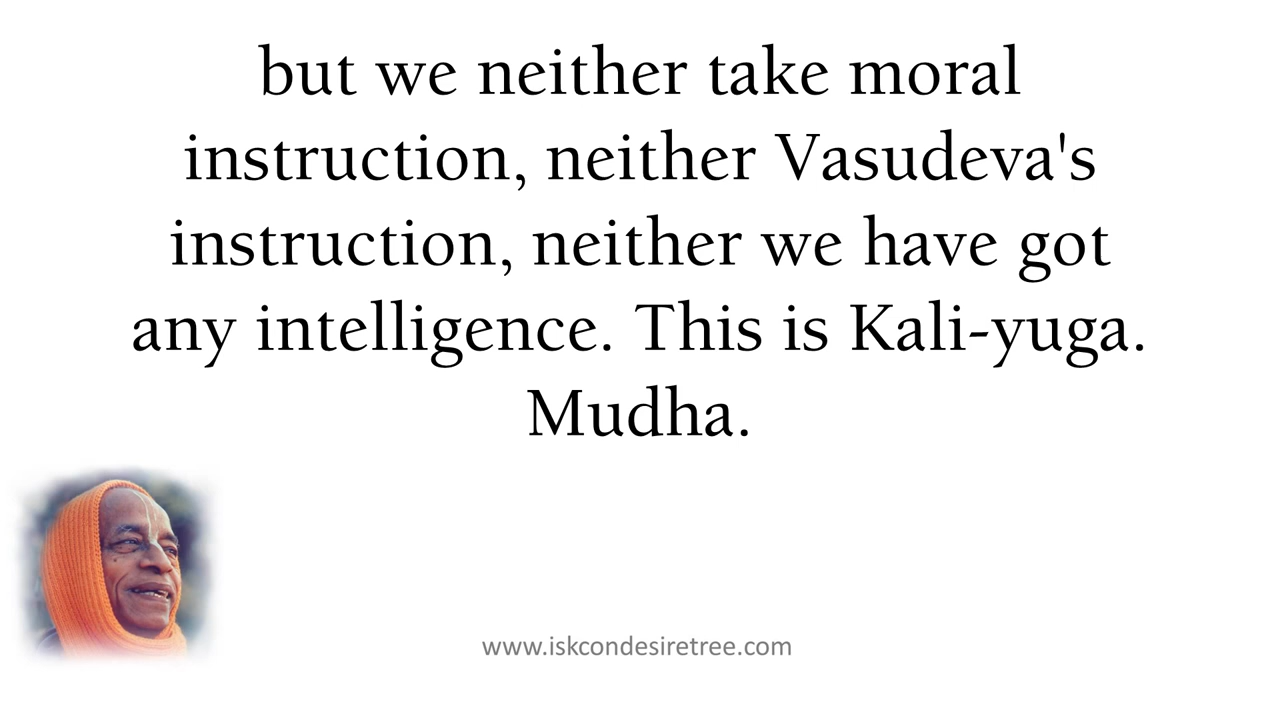 but we neither take moral
instruction, neither Vasudeva's
instruction, neither we have got
any intelligence. This is Kali-yuga.
Mudha.
www.iskcondesiretree.com